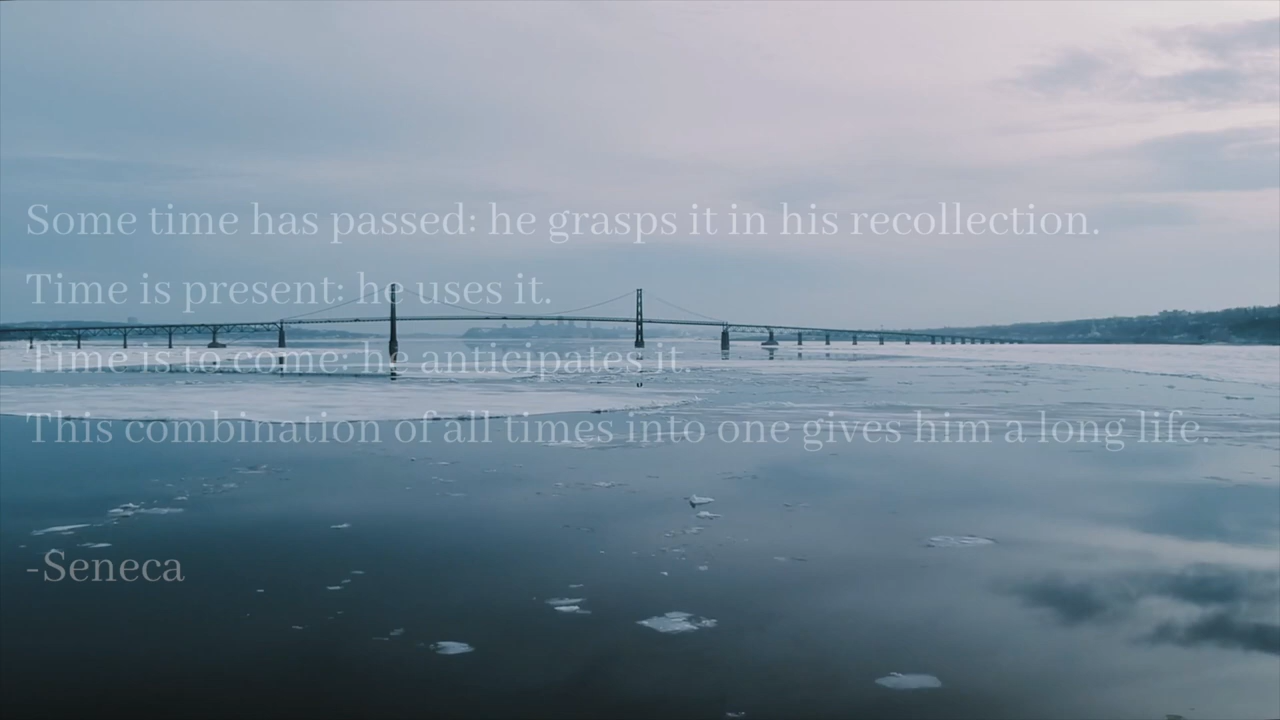 Some time has passed: he grasps it in his recollection.
Time is present: he uses it.
Time is to come: he anticipates it.
This combination of all times into one gives him a long life.
-Seneca